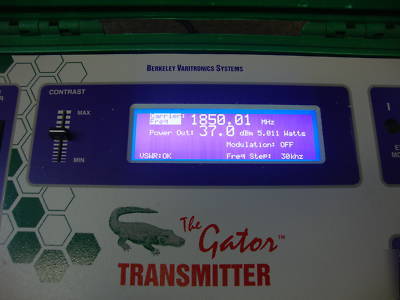 BERKELEY VARITRONICS SYSTEMS
CONTRAST
MAX
MIN
Carrier
Freq
1850.01 MHz
Power Out: 37.0 dBm 5.011 Watts
Modulation: OFF
VSWR:OK
Freq Step: 30khz
The
Gator™
TRANSMITTER